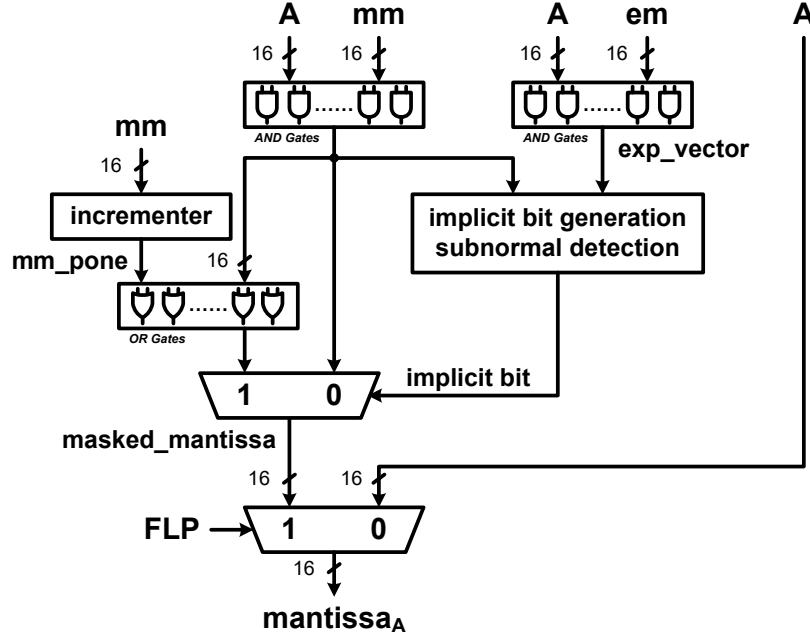 A mm A em A
16 16 16 16
...... ......
AND Gates AND Gates
mm exp_vector
16
incrementer implicit bit generation
subnormal detection
mm_pone 16
......
OR Gates
implicit bit
1 0
masked_mantissa
16 16
FLP 1 0
16
mantissaA